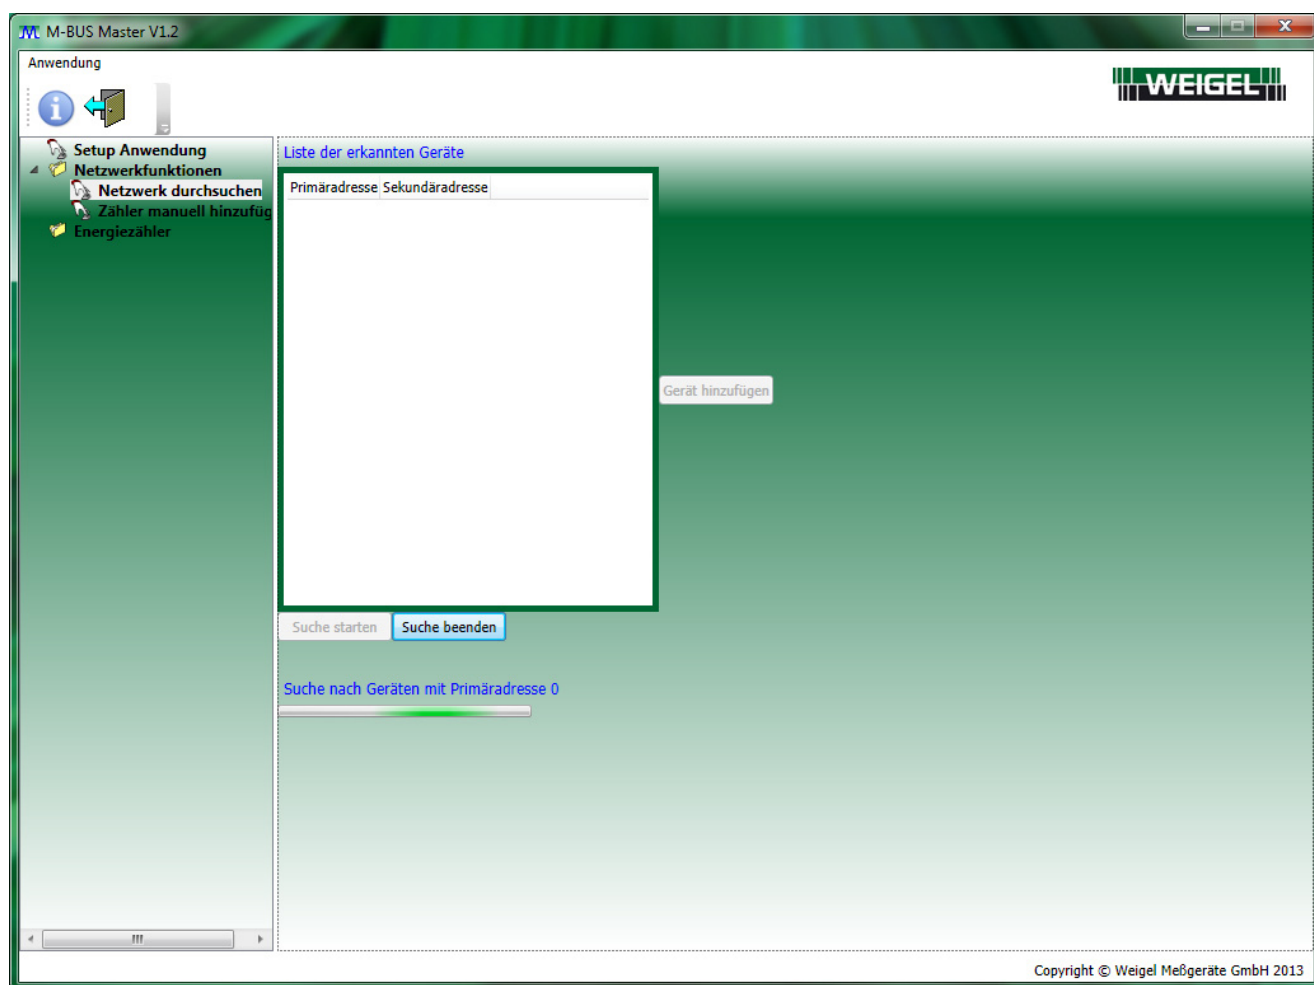 M-BUS Master V1.2
Anwendung
WEIGEL
Setup Anwendung
Netzwerkfunktionen
Netzwerk durchsuchen
Zähler manuell hinzufüg
Energiezähler
Liste der erkannten Geräte
Primäradresse Sekundäradresse
Gerät hinzufügen
Suche starten Suche beenden
Suche nach Geräten mit Primäradresse 0
Copyright © Weigel Meßgeräte GmbH 2013